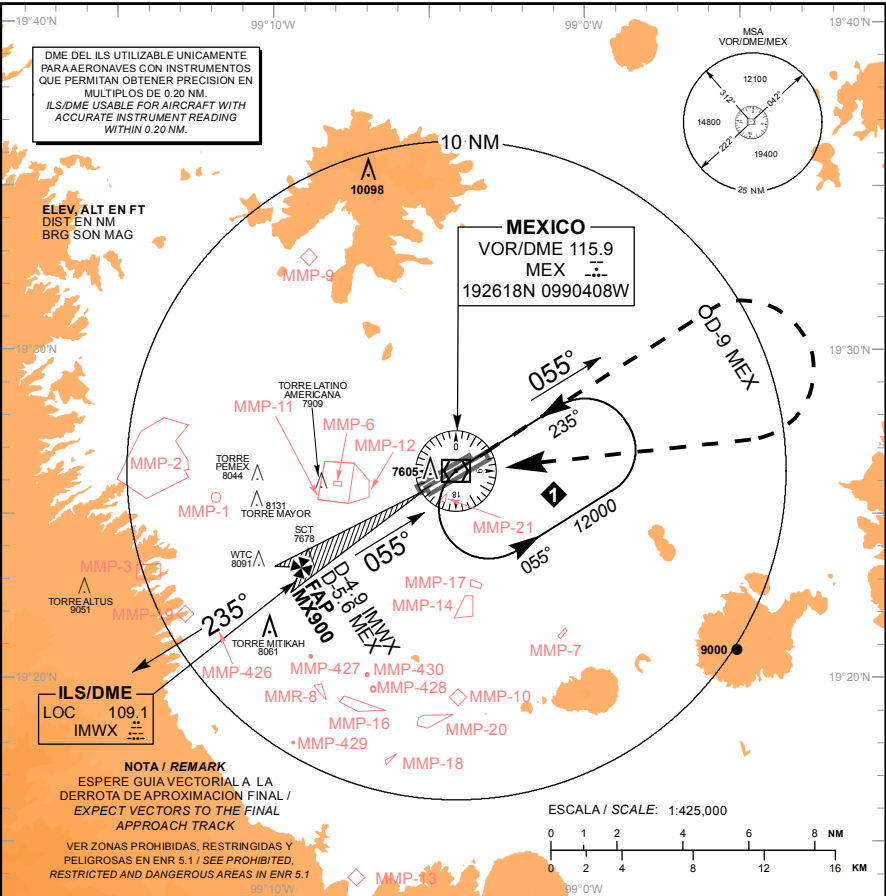 19°40'N
99°10'W
99°00'W
19°40'N
DME DEL ILS UTILIZABLE UNICAMENTE
PARA AERONAVES CON INSTRUMENTOS
QUE PERMITAN OBTENER PRECISION EN
MULTIPLOS DE 0.20 NM.
ILS/DME USABLE FOR AIRCRAFT WITH
ACCURATE INSTRUMENT READING
WITHIN 0.20 NM.
MSA
VOR/DME/MEX
12100
312°
042°
14800
222°
19400
25 NM
10 NM
10098
ELEV, ALT EN FT
DIST EN NM
BRG SON MAG
MMP-9
MEXICO
VOR/DME 115.9
MEX
192618N 0990408W
D-9 MEX
19°30'N
19°30'N
055°
235°
TORRE LATINO
AMERICANA
7909
MMP-11
MMP-6
MMP-12
MMP-2
TORRE
PEMEX
8044
7605
0
9
18
MMP-1
8131
TORRE MAYOR
1
12000
055°
MMP-21
SCT
7678
055°
WTC
8091
MMP-3
TORRE ALTUS
9051
MMP-19
D-4.9 IMWX
D-5.6 MEX
FAP
MX900
MMP-17
MMP-14
235°
TORRE MITIKAH
8061
MMP-7
9000
MMP-426
MMP-427
MMP-430
MMP-428
19°20'N
19°20'N
MMR-8
MMP-10
MMP-16
MMP-20
ILS/DME
LOC 109.1
IMWX
MMP-429
MMP-18
NOTA / REMARK
ESPERE GUIA VECTORIAL A LA
DERROTA DE APROXIMACION FINAL /
EXPECT VECTORS TO THE FINAL
APPROACH TRACK
VER ZONAS PROHIBIDAS, RESTRINGIDAS Y
PELIGROSAS EN ENR 5.1 / SEE PROHIBITED,
RESTRICTED AND DANGEROUS AREAS IN ENR 5.1
ESCALA / SCALE: 1:425,000
0 1 2 4 6 8 NM
0 2 4 8 12 16 KM
MMP-13
99°10'W
99°0'W